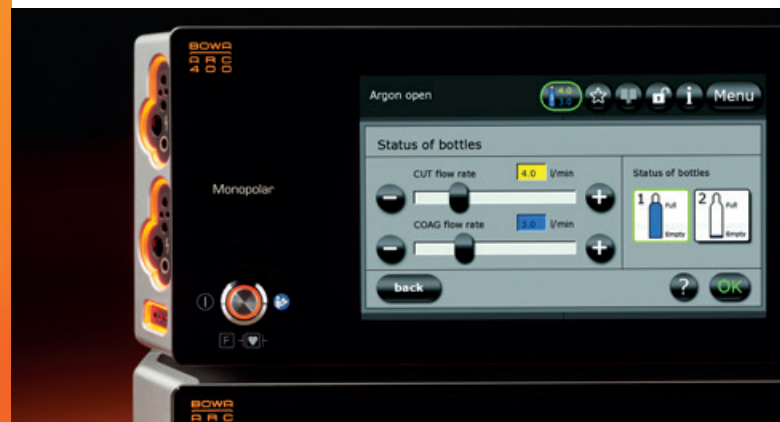 BOWA
ARC
400
Monopolar
I
F
Argon open
4.0
3.0
i
Menu
Status of bottles
CUT flow rate
4.0
l/min
COAG flow rate
3.0
l/min
Status of bottles
1
Full
Empty
2
Full
Empty
back
?
OK
BOWA
ARC